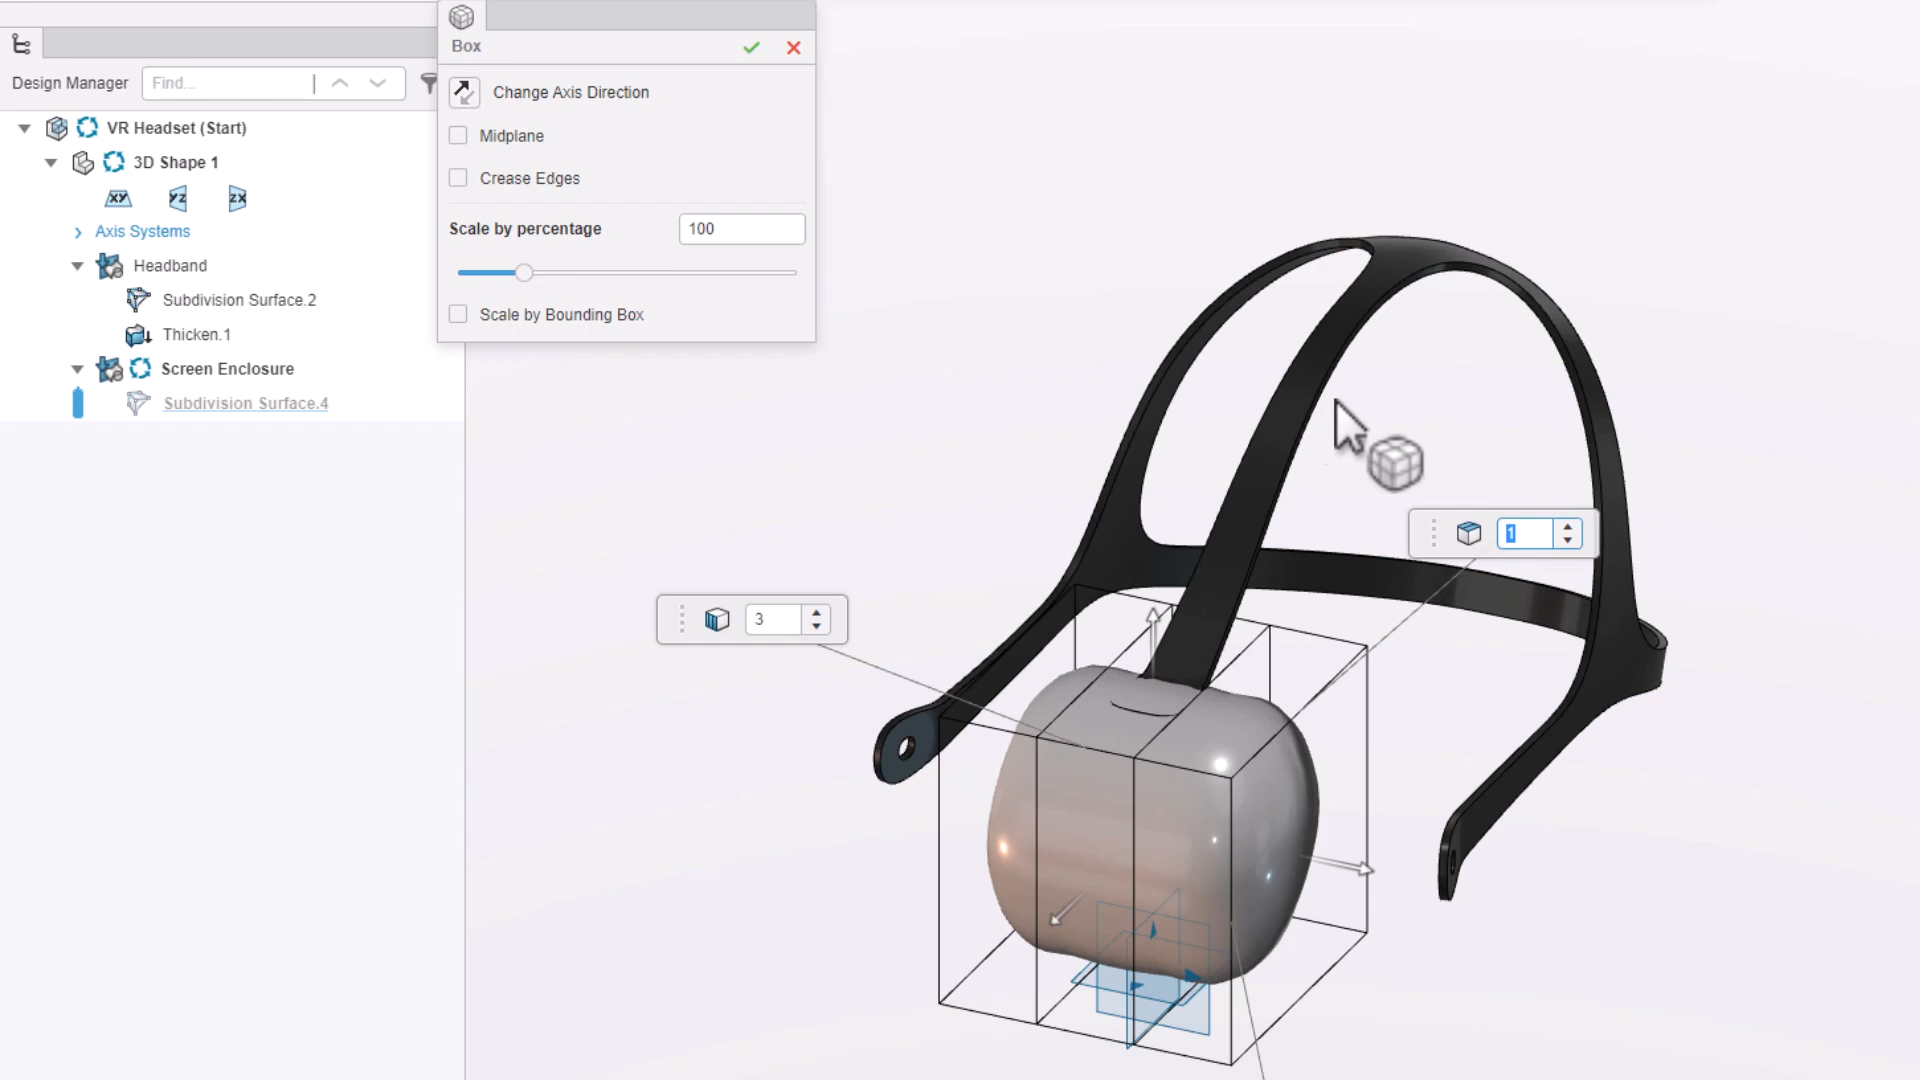 Box
Design Manager
Find...
Change Axis Direction
VR Headset (Start)
Midplane
3D Shape 1
Crease Edges
XY
YZ
ZX
Axis Systems
Scale by percentage
100
Headband
Subdivision Surface.2
Scale by Bounding Box
Thicken.1
Screen Enclosure
Subdivision Surface.4
1
3